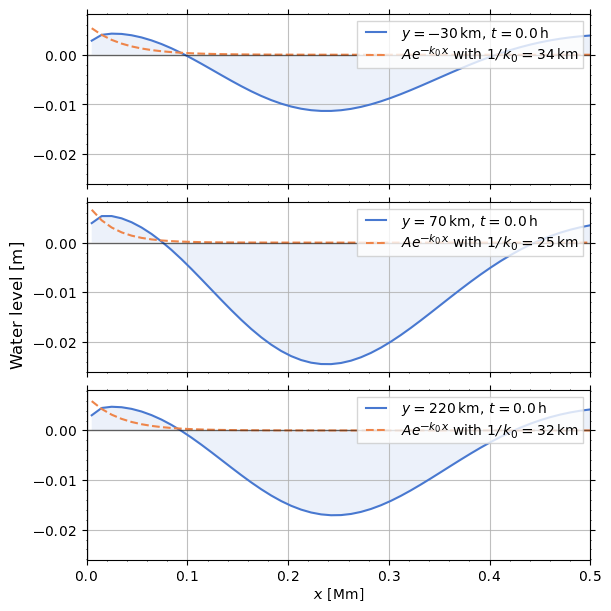 y = −30 km, t = 0.0 h
Ae^{−k₀x} with 1/k₀ = 34 km
0.00
−0.01
−0.02
y = 70 km, t = 0.0 h
Ae^{−k₀x} with 1/k₀ = 25 km
0.00
−0.01
−0.02
Water level [m]
y = 220 km, t = 0.0 h
Ae^{−k₀x} with 1/k₀ = 32 km
0.00
−0.01
−0.02
0.0 0.1 0.2 0.3 0.4 0.5
x [Mm]